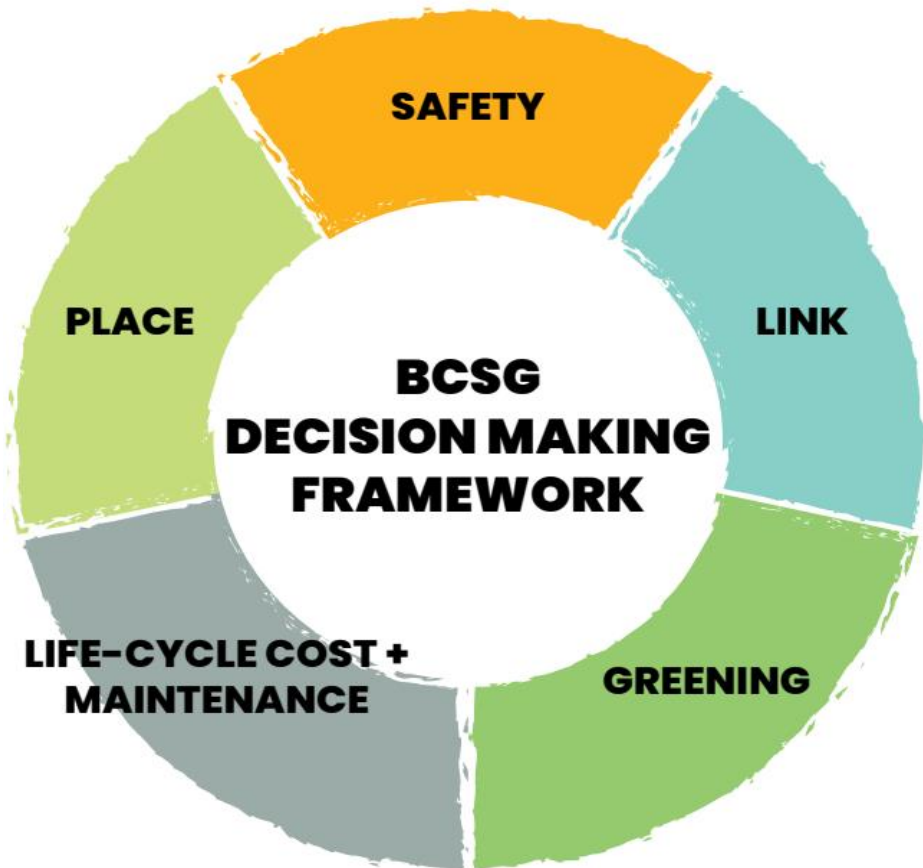 SAFETY
PLACE
LINK
BCSG
DECISION MAKING
FRAMEWORK
LIFE-CYCLE COST +
MAINTENANCE
GREENING